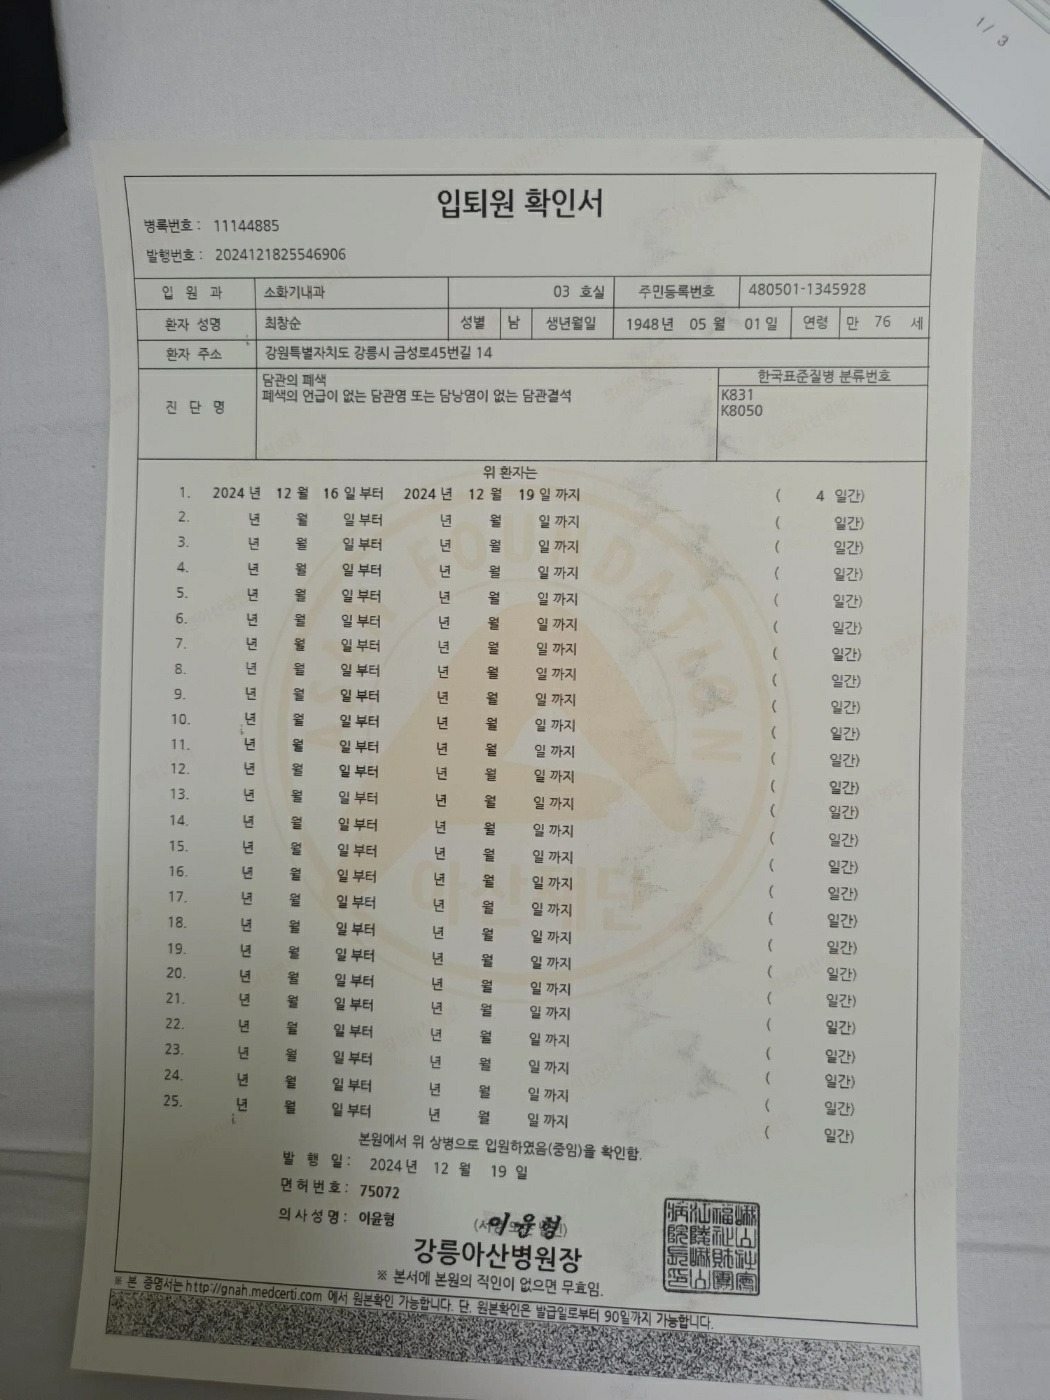 1 / 3
입퇴원 확인서
병록번호 : 11144885
발행번호 : 2024121825546906
입 원 과 소화기내과 03 호실 주민등록번호 480501-1345928
환자 성명 최창순 성별 남 생년월일 1948년 05 월 01 일 연령 만 76 세
환자 주소 강원특별자치도 강릉시 금성로45번길 14
진 단 명 담관의 폐색
폐색의 언급이 없는 담관염 또는 담낭염이 없는 담관결석
한국표준질병 분류번호
K831
K8050
위 환자는
1. 2024 년 12 월 16 일 부터 2024 년 12 월 19 일 까지 ( 4 일간)
2. 년 월 일 부터 년 월 일 까지 ( 일간)
3. 년 월 일 부터 년 월 일 까지 ( 일간)
4. 년 월 일 부터 년 월 일 까지 ( 일간)
5. 년 월 일 부터 년 월 일 까지 ( 일간)
6. 년 월 일 부터 년 월 일 까지 ( 일간)
7. 년 월 일 부터 년 월 일 까지 ( 일간)
8. 년 월 일 부터 년 월 일 까지 ( 일간)
9. 년 월 일 부터 년 월 일 까지 ( 일간)
10. 년 월 일 부터 년 월 일 까지 ( 일간)
11. 년 월 일 부터 년 월 일 까지 ( 일간)
12. 년 월 일 부터 년 월 일 까지 ( 일간)
13. 년 월 일 부터 년 월 일 까지 ( 일간)
14. 년 월 일 부터 년 월 일 까지 ( 일간)
15. 년 월 일 부터 년 월 일 까지 ( 일간)
16. 년 월 일 부터 년 월 일 까지 ( 일간)
17. 년 월 일 부터 년 월 일 까지 ( 일간)
18. 년 월 일 부터 년 월 일 까지 ( 일간)
19. 년 월 일 부터 년 월 일 까지 ( 일간)
20. 년 월 일 부터 년 월 일 까지 ( 일간)
21. 년 월 일 부터 년 월 일 까지 ( 일간)
22. 년 월 일 부터 년 월 일 까지 ( 일간)
23. 년 월 일 부터 년 월 일 까지 ( 일간)
24. 년 월 일 부터 년 월 일 까지 ( 일간)
25. 년 월 일 부터 년 월 일 까지 ( 일간)
ASAN FOUNDATION
아산재단
본원에서 위 상병으로 입원하였음(중임)을 확인함.
발 행 일 : 2024 년 12 월 19 일
면허번호 : 75072
의사성명 : 이윤형 이윤형
강릉아산병원장
※ 본서에 본원의 직인이 없으면 무효임.
※ 본 증명서는 http://gnah.medcerti.com 에서 원본확인 가능합니다. 단, 원본확인은 발급일로부터 90일까지 가능합니다.